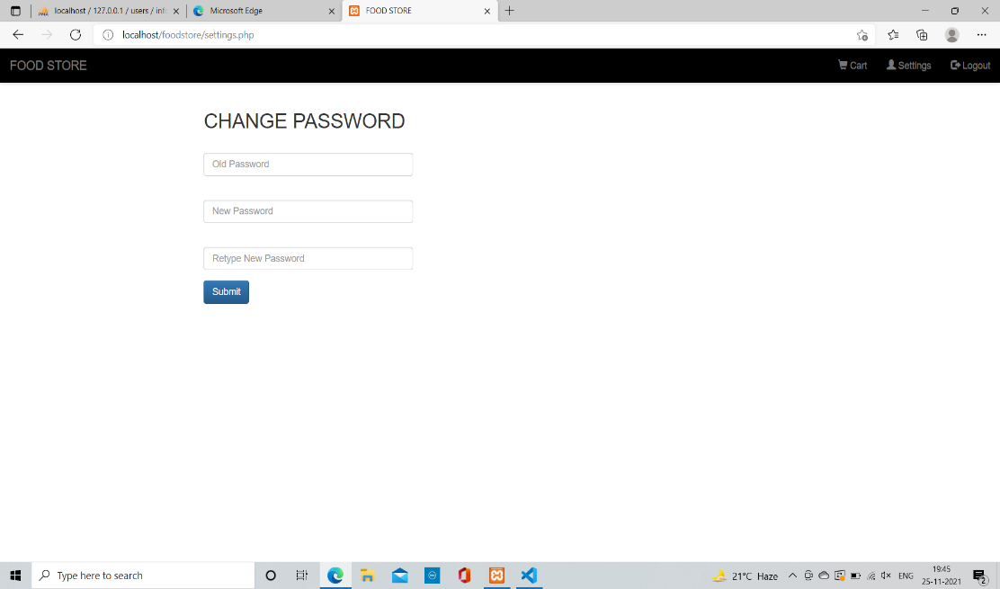 localhost / 127.0.0.1 / users / inf
Microsoft Edge
FOOD STORE
localhost/foodstore/settings.php
FOOD STORE
Cart
Settings
Logout
CHANGE PASSWORD
Old Password
New Password
Retype New Password
Submit
Type here to search
21°C Haze
ENG
19:45
25-11-2021
2